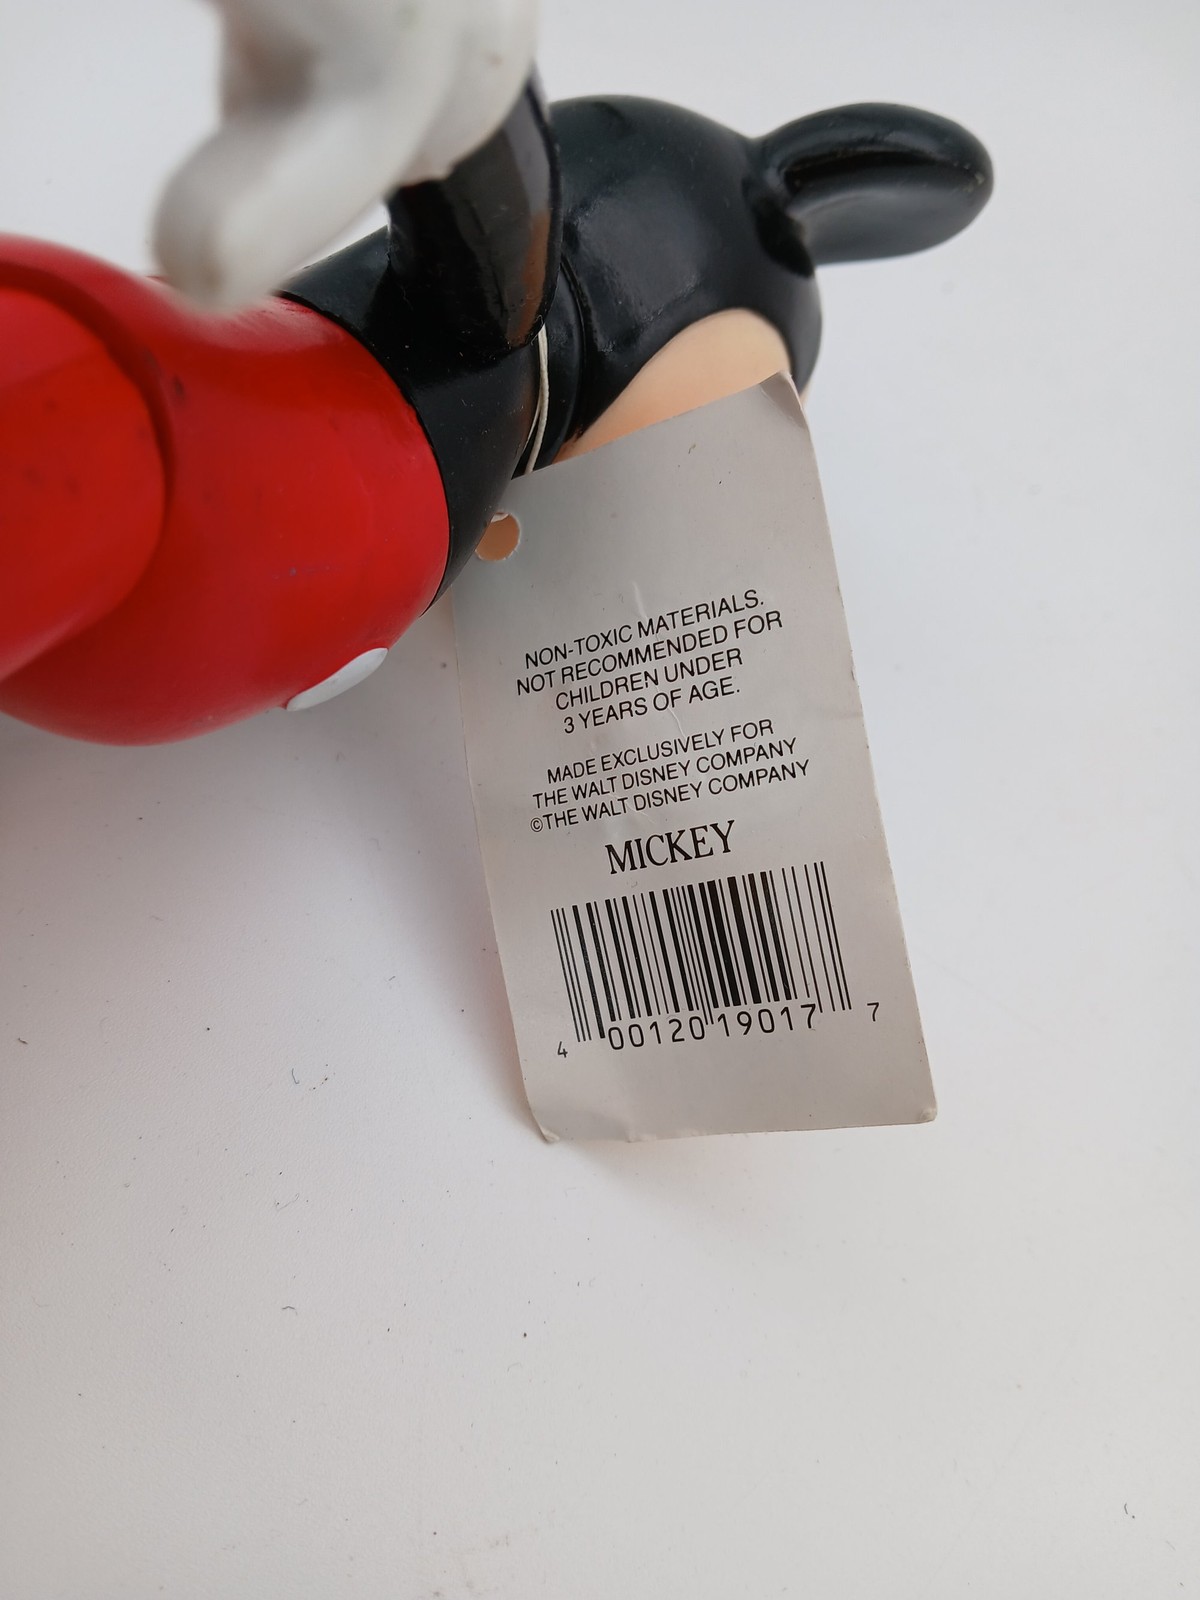 NON-TOXIC MATERIALS.
NOT RECOMMENDED FOR
CHILDREN UNDER
3 YEARS OF AGE.
MADE EXCLUSIVELY FOR
THE WALT DISNEY COMPANY
©THE WALT DISNEY COMPANY
MICKEY
4 00120 19017 7